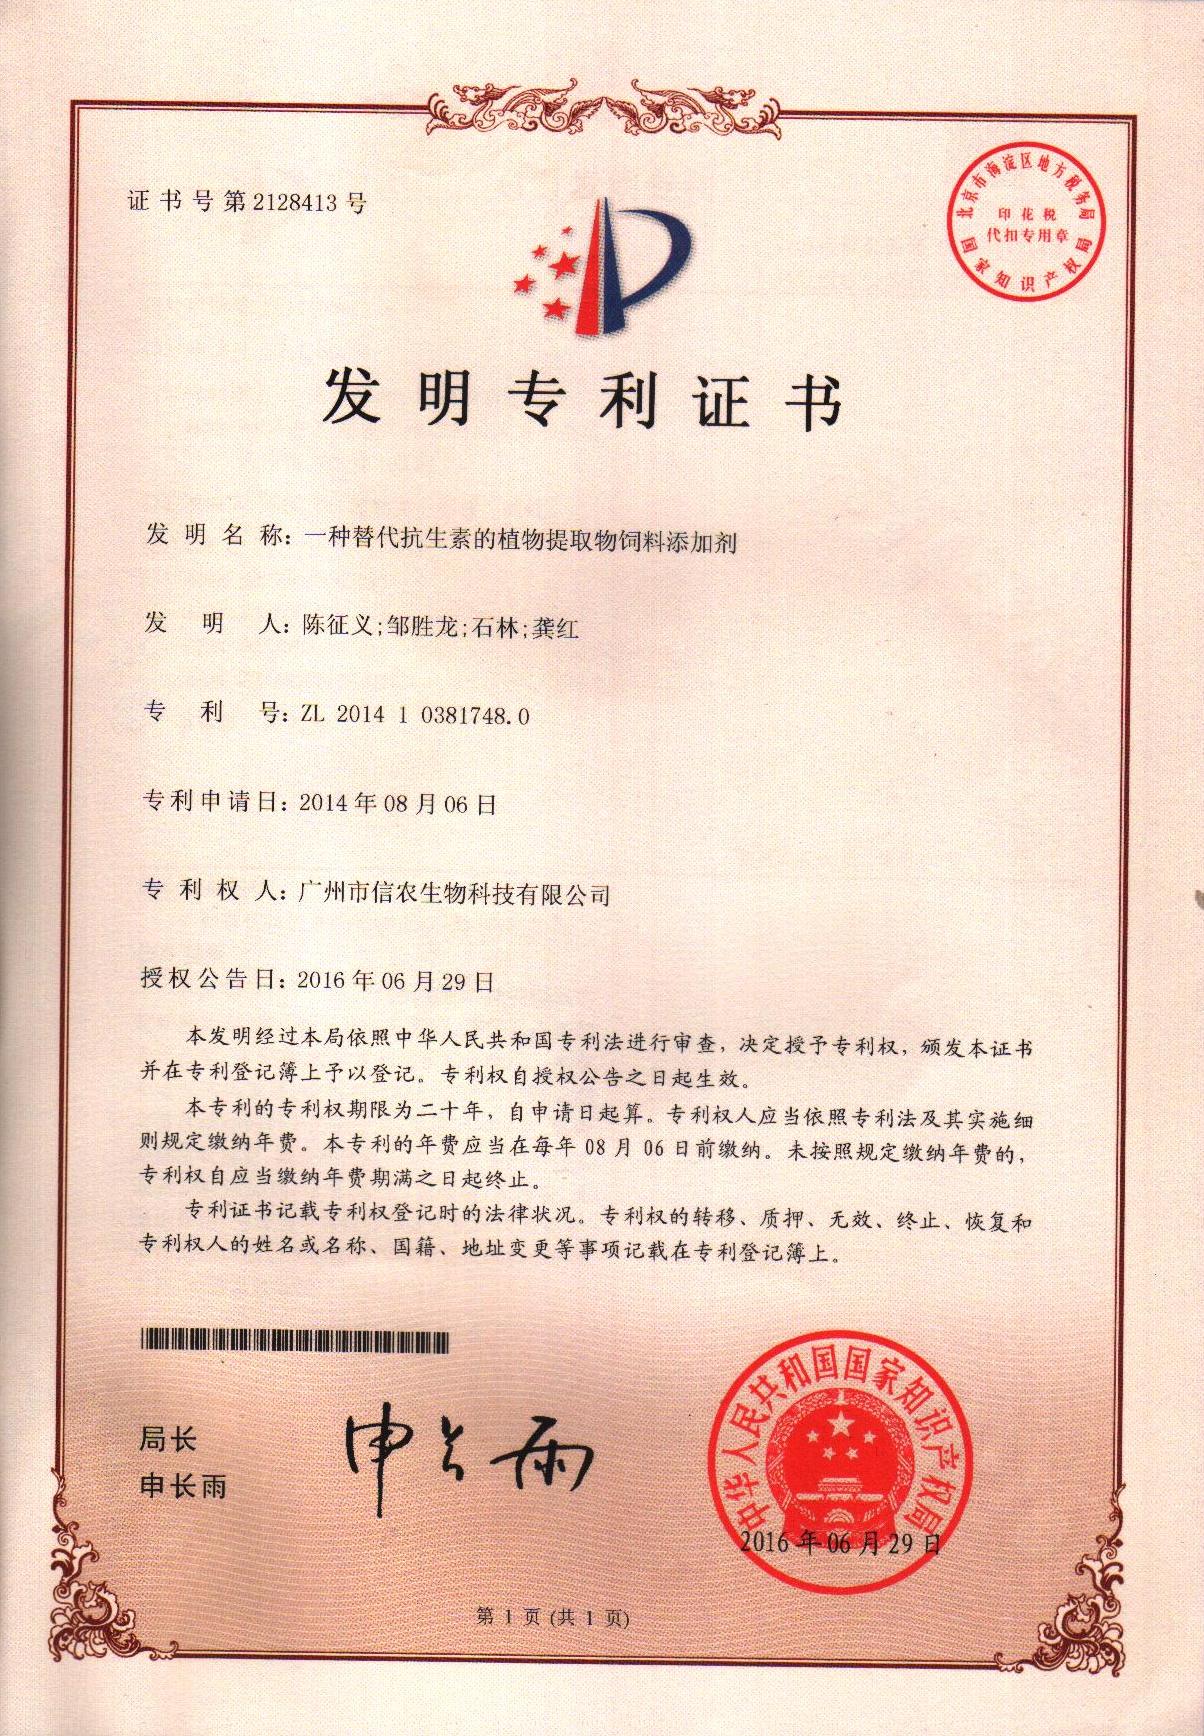 证书号第2128413号
北京市海淀区地方税务局
印花税
代扣专用章
国家知识产权局
发明专利证书
发明名称：一种替代抗生素的植物提取物饲料添加剂
发明人：陈征义;邹胜龙;石林;龚红
专利号：ZL 2014 1 0381748.0
专利申请日：2014年08月06日
专利权人：广州市信农生物科技有限公司
授权公告日：2016年06月29日
本发明经过本局依照中华人民共和国专利法进行审查，决定授予专利权，颁发本证书
并在专利登记簿上予以登记。专利权自授权公告之日起生效。
本专利的专利权期限为二十年，自申请日起算。专利权人应当依照专利法及其实施细
则规定缴纳年费。本专利的年费应当在每年08月06日前缴纳。未按照规定缴纳年费的，
专利权自应当缴纳年费期满之日起终止。
专利证书记载专利权登记时的法律状况。专利权的转移、质押、无效、终止、恢复和
专利权人的姓名或名称、国籍、地址变更等事项记载在专利登记簿上。
局长
申长雨
申长雨
中华人民共和国国家知识产权局
2016年06月29日
第1页(共1页)